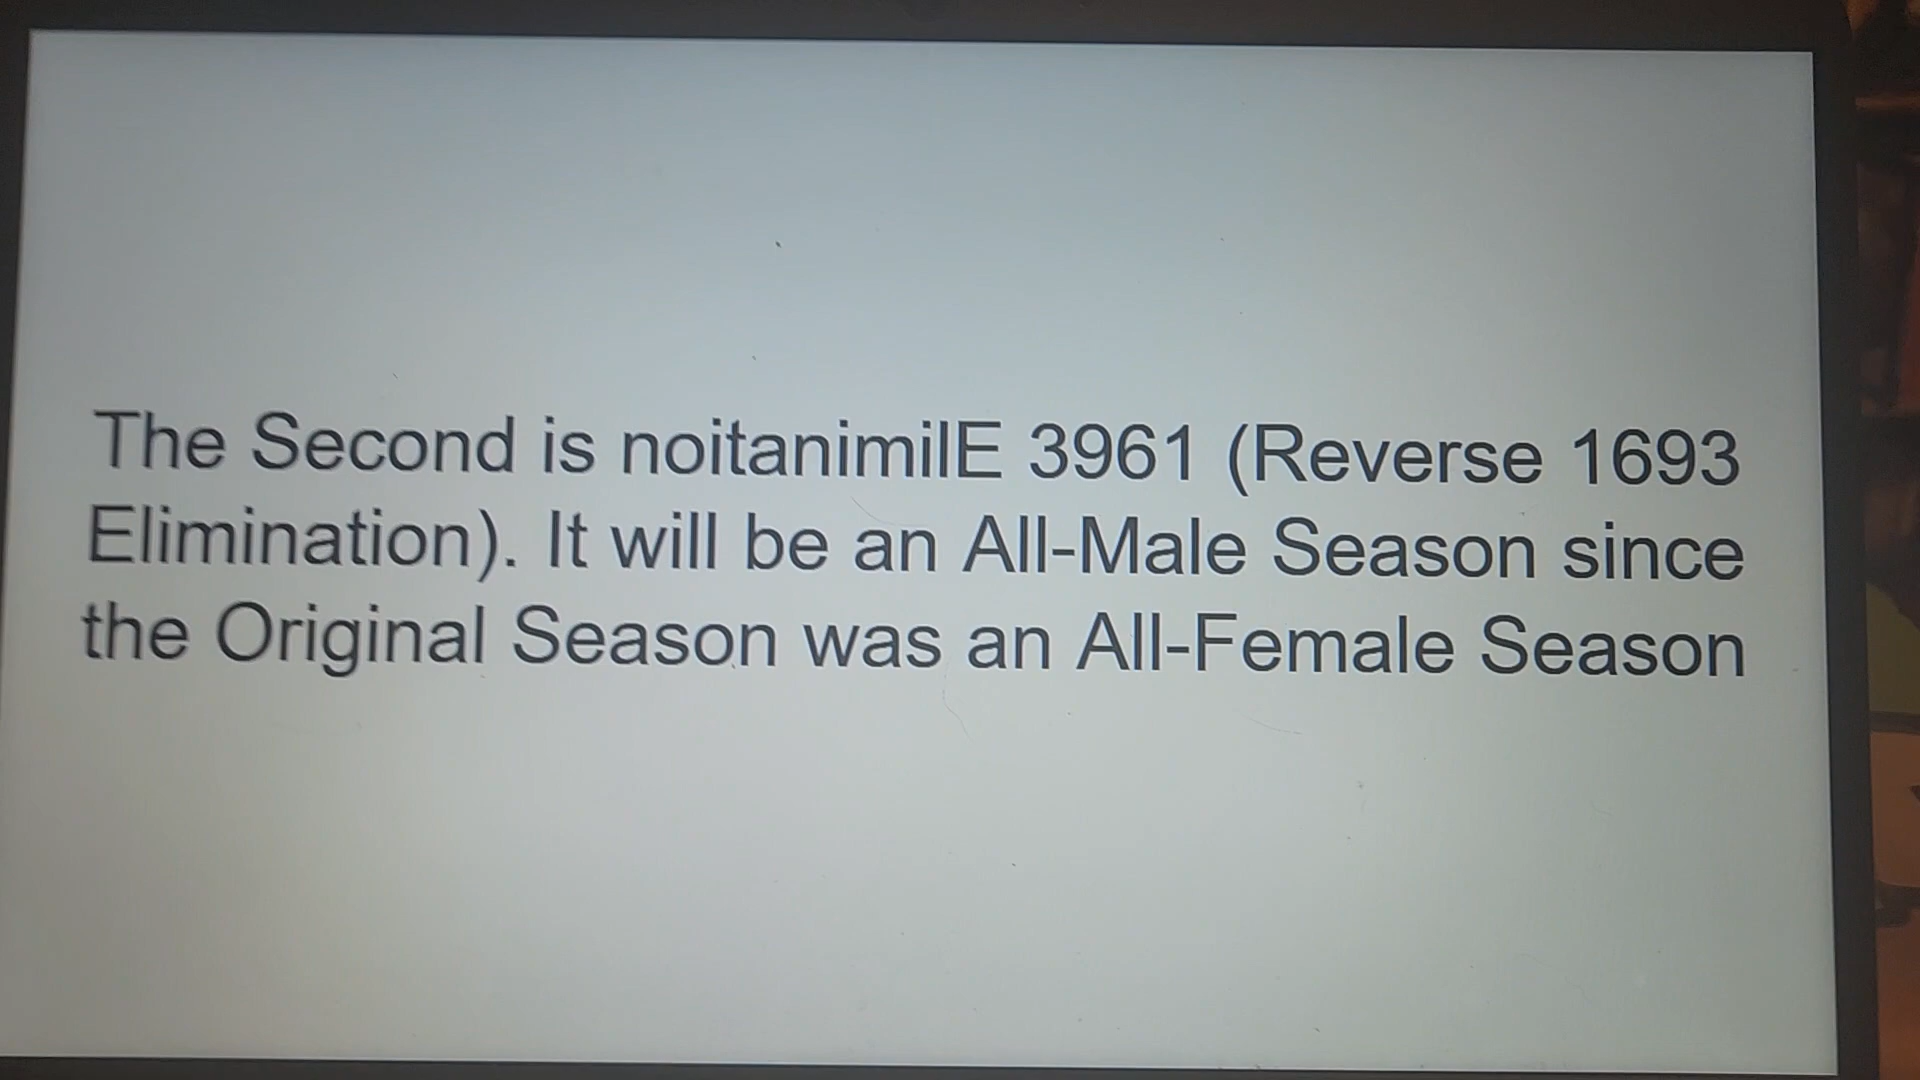 The Second is noitanimilE 3961 (Reverse 1693
Elimination). It will be an All-Male Season since
the Original Season was an All-Female Season